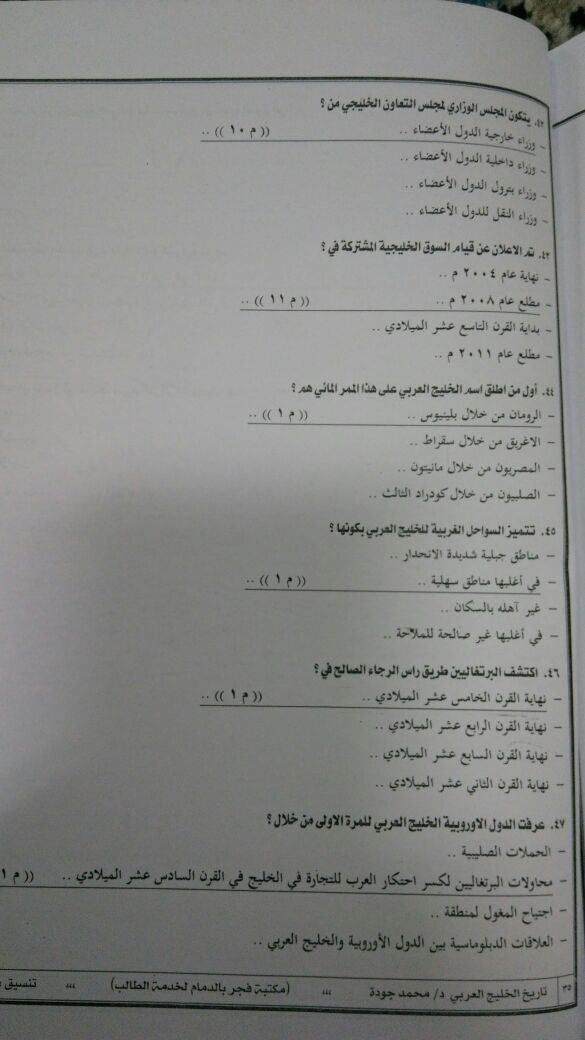 ٤٢. يتكون المجلس الوزاري لمجلس التعاون الخليجي من ؟
- وزراء خارجية الدول الأعضاء .. (( م ١٠ )) ..
- وزراء داخلية الدول الأعضاء ..
- وزراء بترول الدول الأعضاء ..
- وزراء النقل للدول الأعضاء ..
٤٣. تم الاعلان عن قيام السوق الخليجية المشتركة في ؟
- نهاية عام ٢٠٠٤ م ..
- مطلع عام ٢٠٠٨ م .. (( م ١١ )) ..
- بداية القرن التاسع عشر الميلادي ..
- مطلع عام ٢٠١١ م ..
٤٤. أول من اطلق اسم الخليج العربي على هذا الممر المائي هم ؟
- الرومان من خلال بلينيوس .. (( م ١ )) ..
- الاغريق من خلال سقراط ..
- المصريون من خلال مانيتون ..
- الصلبيون من خلال كودراد الثالث ..
٤٥. تتميز السواحل الغربية للخليج العربي بكونها ؟
- مناطق جبلية شديدة الانحدار ..
- في أغلبها مناطق سهلية .. (( م ١ )) ..
- غير آهله بالسكان ..
- في أغلبها غير صالحة للملاحة ..
٤٦. اكتشف البرتغاليين طريق راس الرجاء الصالح في ؟
- نهاية القرن الخامس عشر الميلادي .. (( م ١ )) ..
- نهاية القرن الرابع عشر الميلادي ..
- نهاية القرن السابع عشر الميلادي ..
- نهاية القرن الثاني عشر الميلادي ..
٤٧. عرفت الدول الاوروبية الخليج العربي للمرة الاولى من خلال ؟
- الحملات الصليبية ..
- محاولات البرتغاليين لكسر احتكار العرب للتجارة في الخليج في القرن السادس عشر الميلادي .. (( م ١
- اجتياح المغول لمنطقة ..
- العلاقات الدبلوماسية بين الدول الأوروبية والخليج العربي ..
٣٥ تاريخ الخليج العربي د/ محمد جودة ،،، (مكتبة فجر بالدمام لخدمة الطالب) ،،، تنسيق